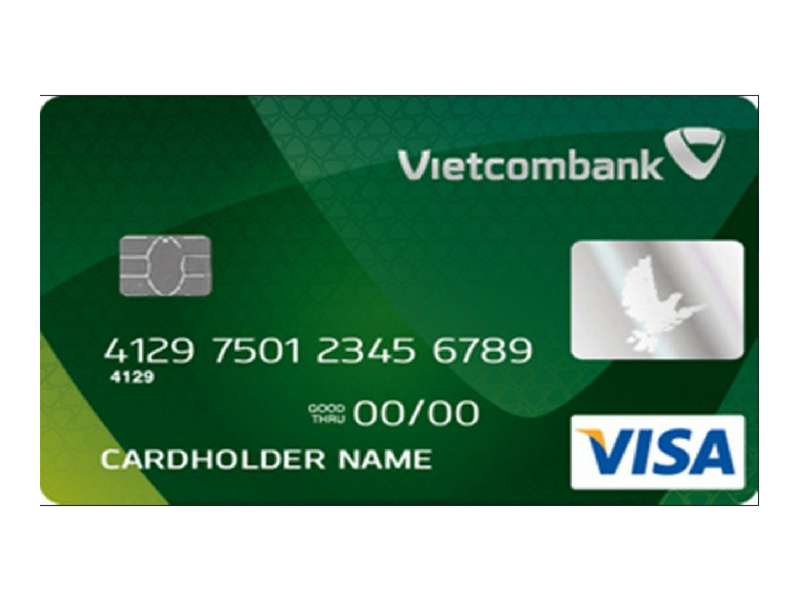 Vietcombank
4129 7501 2345 6789
4129
GOOD THRU 00/00
CARDHOLDER NAME
VISA